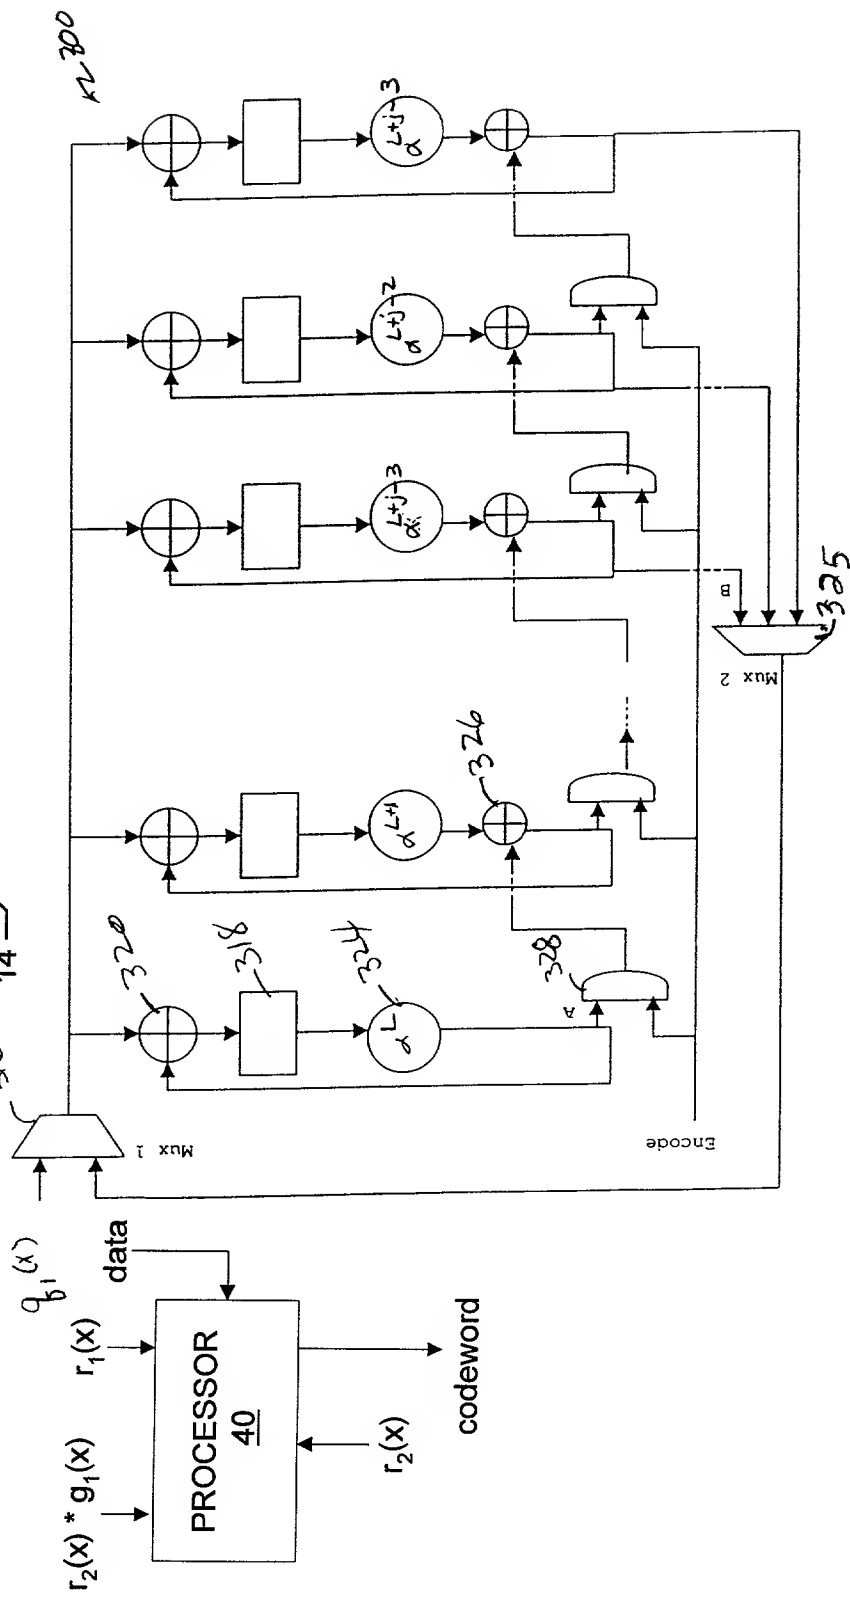 300
14
Mux 1
q₁(x)
320
318
αᴸ
324
A
328
αᴸ⁺¹
326
αᴸ⁺ʲ⁻³
αᴸ⁺ʲ⁻²
αᴸ⁺ʲ⁻³
Encode
B
Mux 2
325
r₂(x) * g₁(x)
r₁(x)
data
PROCESSOR
40
r₂(x)
codeword